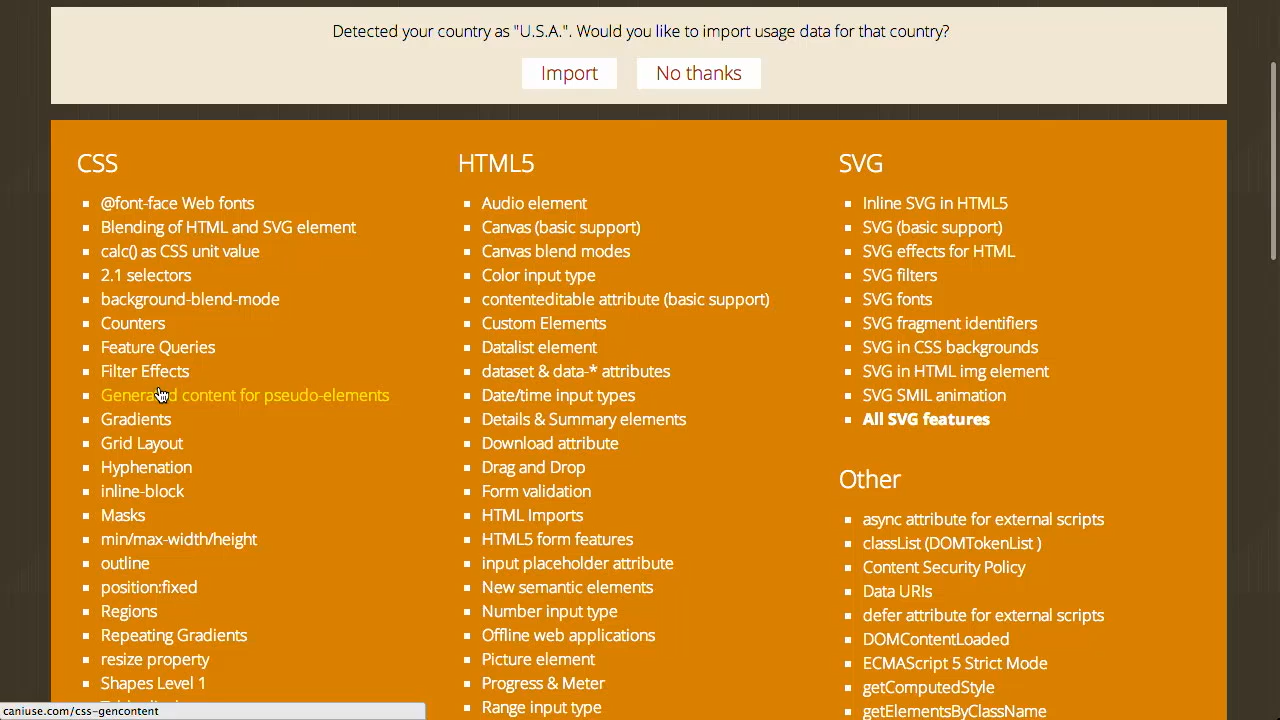 Detected your country as "U.S.A.". Would you like to import usage data for that country?
Import
No thanks
CSS
@font-face Web fonts
Blending of HTML and SVG element
calc() as CSS unit value
2.1 selectors
background-blend-mode
Counters
Feature Queries
Filter Effects
Generated content for pseudo-elements
Gradients
Grid Layout
Hyphenation
inline-block
Masks
min/max-width/height
outline
position:fixed
Regions
Repeating Gradients
resize property
Shapes Level 1
HTML5
Audio element
Canvas (basic support)
Canvas blend modes
Color input type
contenteditable attribute (basic support)
Custom Elements
Datalist element
dataset & data-* attributes
Date/time input types
Details & Summary elements
Download attribute
Drag and Drop
Form validation
HTML Imports
HTML5 form features
input placeholder attribute
New semantic elements
Number input type
Offline web applications
Picture element
Progress & Meter
Range input type
SVG
Inline SVG in HTML5
SVG (basic support)
SVG effects for HTML
SVG filters
SVG fonts
SVG fragment identifiers
SVG in CSS backgrounds
SVG in HTML img element
SVG SMIL animation
All SVG features
Other
async attribute for external scripts
classList (DOMTokenList )
Content Security Policy
Data URIs
defer attribute for external scripts
DOMContentLoaded
ECMAScript 5 Strict Mode
getComputedStyle
getElementsByClassName
caniuse.com/css-gencontent